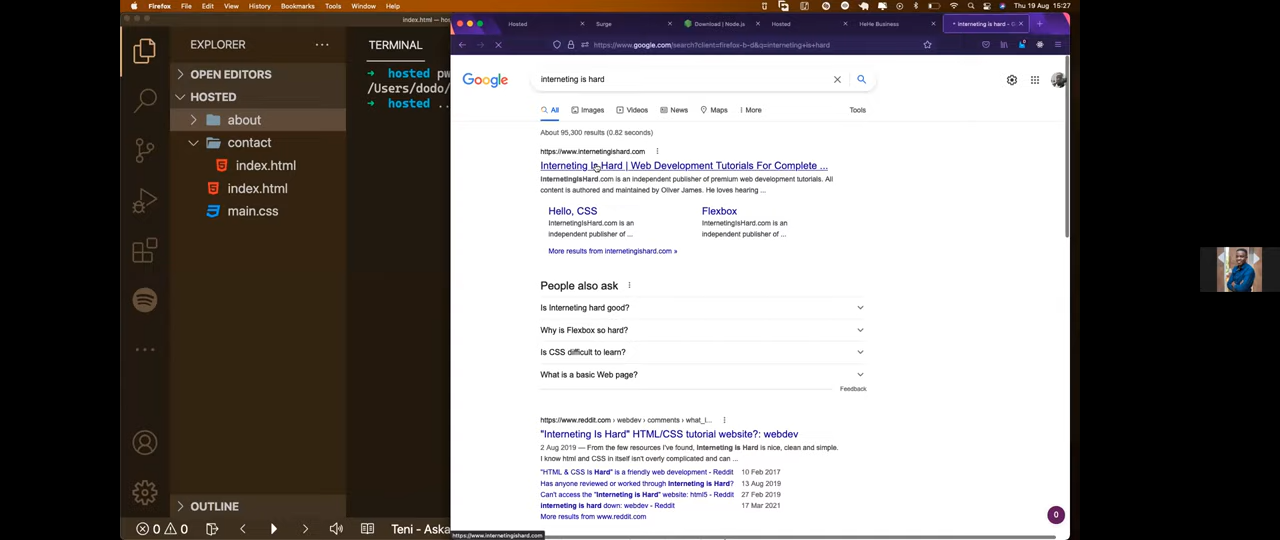 Firefox File Edit View History Bookmarks Tools Window Help
Thu 19 Aug 15:27
index.html
EXPLORER
OPEN EDITORS
HOSTED
about
contact
index.html
index.html
main.css
OUTLINE
0 0
Teni - Aska
TERMINAL
→ hosted pw
/Users/dodo/
→ hosted ..
Hosted
Surge
Download | Node.js
Hosted
HeHe Business
interneting is hard - G
https://www.google.com/search?client=firefox-b-d&q=interneting+is+hard
Google
interneting is hard
All Images Videos News Maps More Tools
About 95,300 results (0.82 seconds)
https://www.internetingishard.com
Interneting Is Hard | Web Development Tutorials For Complete ...
InternetingIsHard.com is an independent publisher of premium web development tutorials. All
content is authored and maintained by Oliver James. He loves hearing ...
Hello, CSS
InternetingIsHard.com is an
independent publisher of ...
Flexbox
InternetingIsHard.com is an
independent publisher of ...
More results from internetingishard.com »
People also ask
Is Interneting hard good?
Why is Flexbox so hard?
Is CSS difficult to learn?
What is a basic Web page?
Feedback
https://www.reddit.com › webdev › comments › what_i...
"Interneting Is Hard" HTML/CSS tutorial website?: webdev
2 Aug 2019 — From the few resources I've found, Interneting Is Hard is nice, clean and simple.
I know html and CSS in itself isn't overly complicated and can ...
"HTML & CSS Is Hard" is a friendly web development - Reddit 10 Feb 2017
Has anyone reviewed or worked through Interneting is Hard? 13 Aug 2019
Can't access the "Interneting is Hard" website: html5 - Reddit 27 Feb 2019
interneting is hard down: webdev - Reddit 17 Mar 2021
More results from www.reddit.com
0
https://www.internetingishard.com